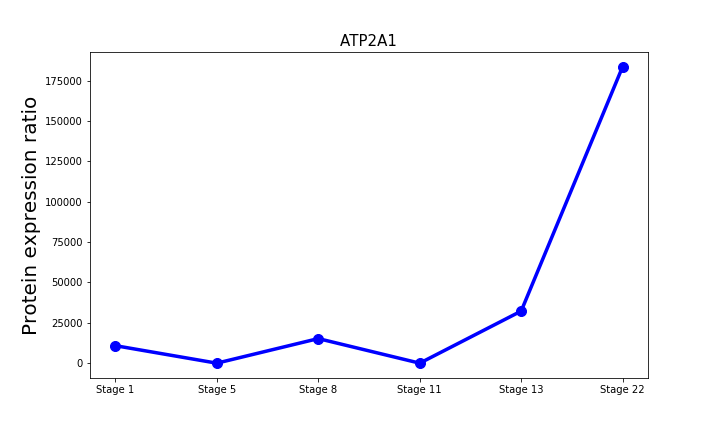 ATP2A1
Protein expression ratio
175000
150000
125000
100000
75000
50000
25000
0
Stage 1 Stage 5 Stage 8 Stage 11 Stage 13 Stage 22